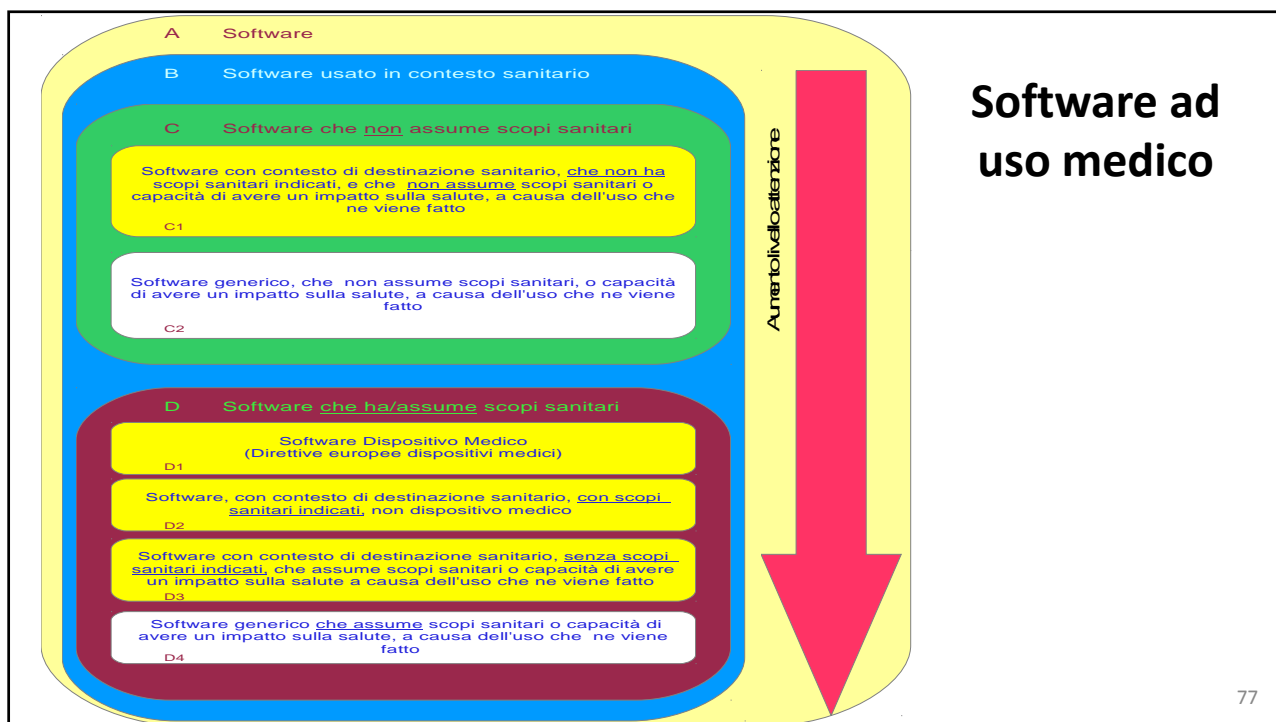 A Software
B Software usato in contesto sanitario
C Software che non assume scopi sanitari
Software con contesto di destinazione sanitario, che non ha
scopi sanitari indicati, e che non assume scopi sanitari o
capacità di avere un impatto sulla salute, a causa dell'uso che
ne viene fatto
C1
Software generico, che non assume scopi sanitari, o capacità
di avere un impatto sulla salute, a causa dell'uso che ne viene
fatto
C2
D Software che ha/assume scopi sanitari
Software Dispositivo Medico
(Direttive europee dispositivi medici)
D1
Software, con contesto di destinazione sanitario, con scopi
sanitari indicati, non dispositivo medico
D2
Software con contesto di destinazione sanitario, senza scopi
sanitari indicati, che assume scopi sanitari o capacità di avere
un impatto sulla salute a causa dell'uso che ne viene fatto
D3
Software generico che assume scopi sanitari o capacità di
avere un impatto sulla salute, a causa dell'uso che ne viene
fatto
D4
Aumento livello attenzione
Software ad
uso medico
77